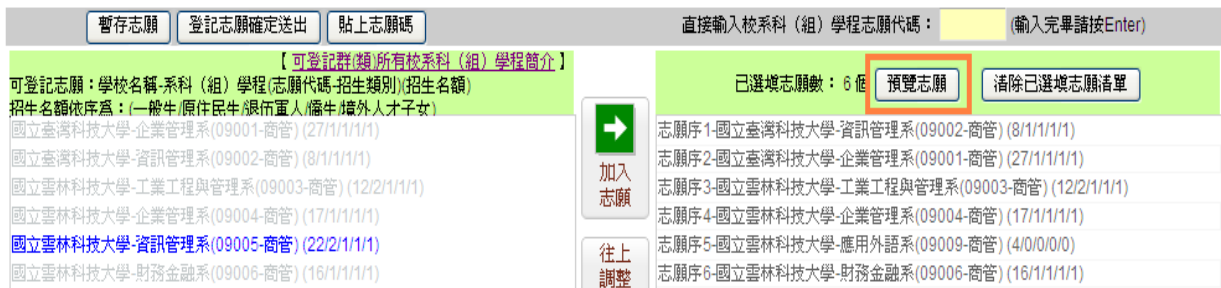 暫存志願 登記志願確定送出 貼上志願碼 直接輸入校系科（組）學程志願代碼： (輸入完畢請按Enter)
【可登記群(類)所有校系科（組）學程簡介】
可登記志願：學校名稱-系科（組）學程(志願代碼-招生類別)(招生名額)
招生名額依序為：(一般生/原住民生/退伍軍人/僑生/境外人才子女)
國立臺灣科技大學-企業管理系(09001-商管) (27/1/1/1/1)
國立臺灣科技大學-資訊管理系(09002-商管) (8/1/1/1/1)
國立雲林科技大學-工業工程與管理系(09003-商管) (12/2/1/1/1)
國立雲林科技大學-企業管理系(09004-商管) (17/1/1/1/1)
國立雲林科技大學-資訊管理系(09005-商管) (22/2/1/1/1)
國立雲林科技大學-財務金融系(09006-商管) (16/1/1/1/1)
加入
志願
往上
調整
已選填志願數：6個 預覽志願 清除已選填志願清單
志願序1-國立臺灣科技大學-資訊管理系(09002-商管) (8/1/1/1/1)
志願序2-國立臺灣科技大學-企業管理系(09001-商管) (27/1/1/1/1)
志願序3-國立雲林科技大學-工業工程與管理系(09003-商管) (12/2/1/1/1)
志願序4-國立雲林科技大學-企業管理系(09004-商管) (17/1/1/1/1)
志願序5-國立雲林科技大學-應用外語系(09009-商管) (4/0/0/0/0)
志願序6-國立雲林科技大學-財務金融系(09006-商管) (16/1/1/1/1)